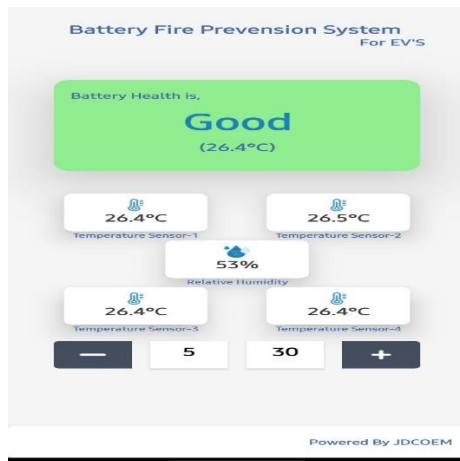 Battery Fire Prevension System
For EV'S
Battery Health is,
Good
(26.4°C)
26.4°C
26.5°C
Temperature Sensor-1
Temperature Sensor-2
53%
Relative Humidity
26.4°C
26.4°C
Temperature Sensor-3
Temperature Sensor-4
— 5 30 +
Powered By JDCOEM